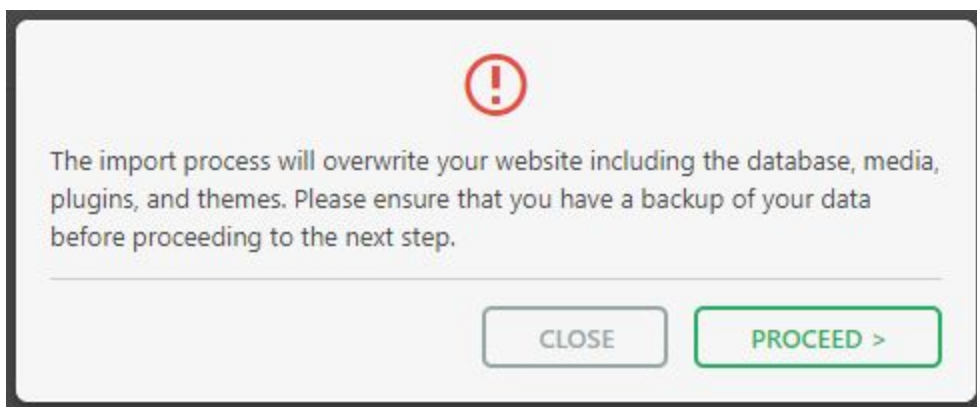 The import process will overwrite your website including the database, media,
plugins, and themes. Please ensure that you have a backup of your data
before proceeding to the next step.
CLOSE
PROCEED >